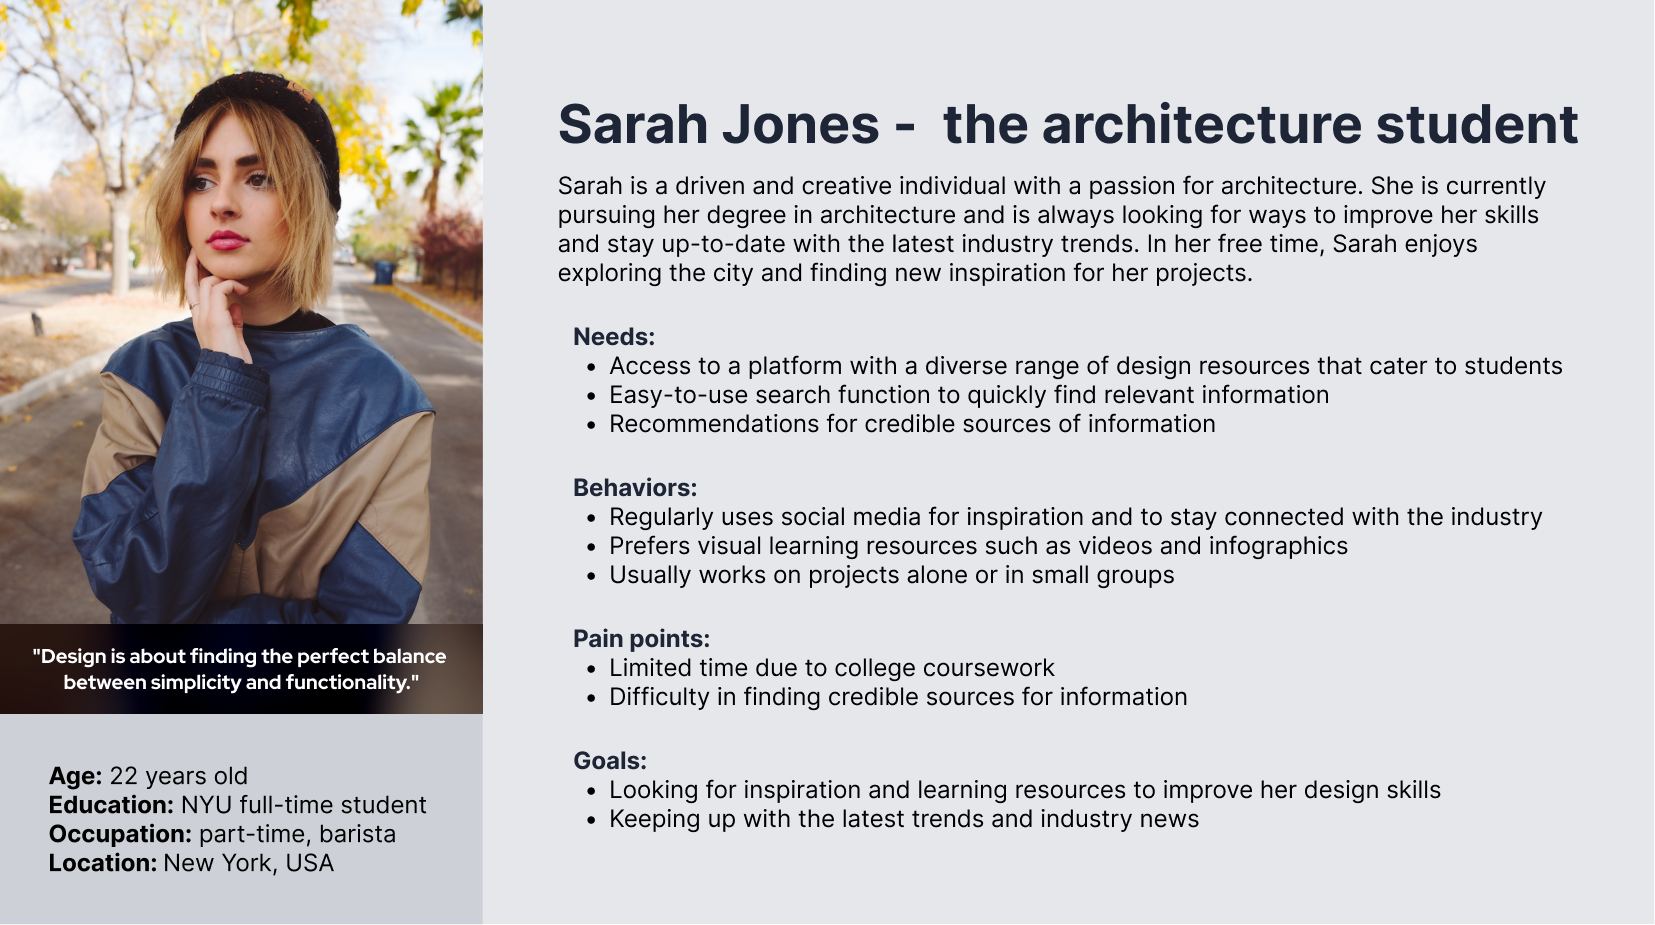 Sarah Jones -  the architecture student
Sarah is a driven and creative individual with a passion for architecture. She is currently
pursuing her degree in architecture and is always looking for ways to improve her skills
and stay up-to-date with the latest industry trends. In her free time, Sarah enjoys
exploring the city and finding new inspiration for her projects.
Needs:
• Access to a platform with a diverse range of design resources that cater to students
• Easy-to-use search function to quickly find relevant information
• Recommendations for credible sources of information
Behaviors:
• Regularly uses social media for inspiration and to stay connected with the industry
• Prefers visual learning resources such as videos and infographics
• Usually works on projects alone or in small groups
Pain points:
• Limited time due to college coursework
• Difficulty in finding credible sources for information
Goals:
• Looking for inspiration and learning resources to improve her design skills
• Keeping up with the latest trends and industry news
"Design is about finding the perfect balance
between simplicity and functionality."
Age: 22 years old
Education: NYU full-time student
Occupation: part-time, barista
Location: New York, USA